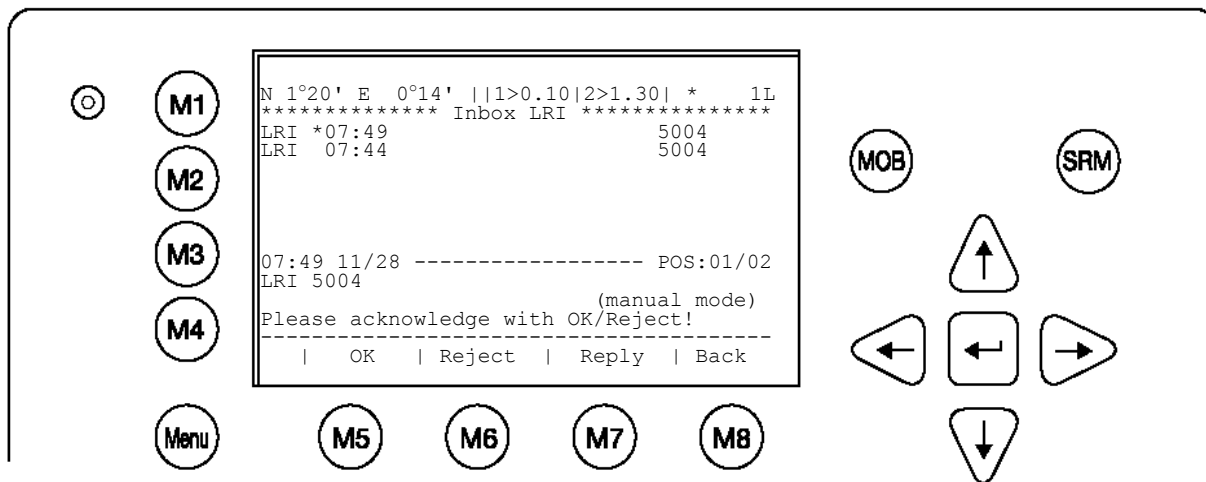 N 1°20' E 0°14' ||1>0.10|2>1.30| * 1L
************** Inbox LRI ***************
LRI *07:49 5004
LRI 07:44 5004
07:49 11/28 ------------------ POS:01/02
LRI 5004
(manual mode)
Please acknowledge with OK/Reject!
-----------------------------------------
| OK | Reject | Reply | Back
M1
M2
M3
M4
Menu
M5
M6
M7
M8
MOB
SRM